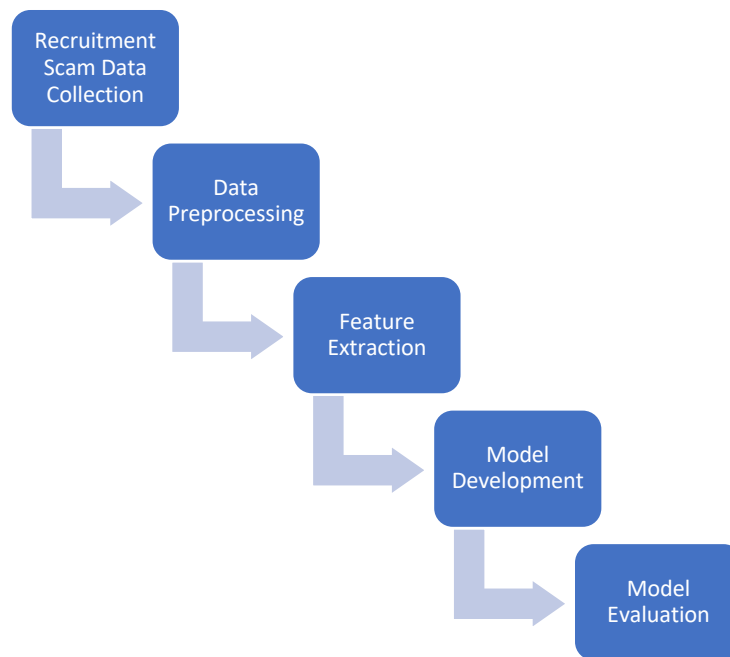 Recruitment
Scam Data
Collection
Data
Preprocessing
Feature
Extraction
Model
Development
Model
Evaluation